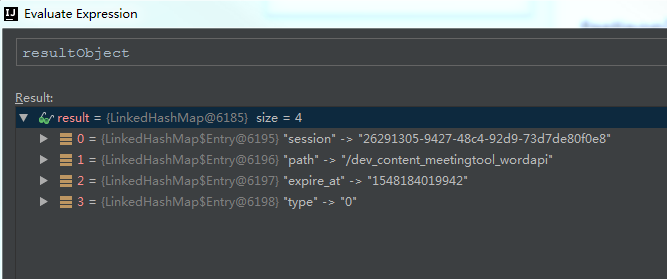 Evaluate Expression
resultObject
Result:
result = {LinkedHashMap@6185} size = 4
0 = {LinkedHashMap$Entry@6195} "session" -> "26291305-9427-48c4-92d9-73d7de80f0e8"
1 = {LinkedHashMap$Entry@6196} "path" -> "/dev_content_meetingtool_wordapi"
2 = {LinkedHashMap$Entry@6197} "expire_at" -> "1548184019942"
3 = {LinkedHashMap$Entry@6198} "type" -> "0"